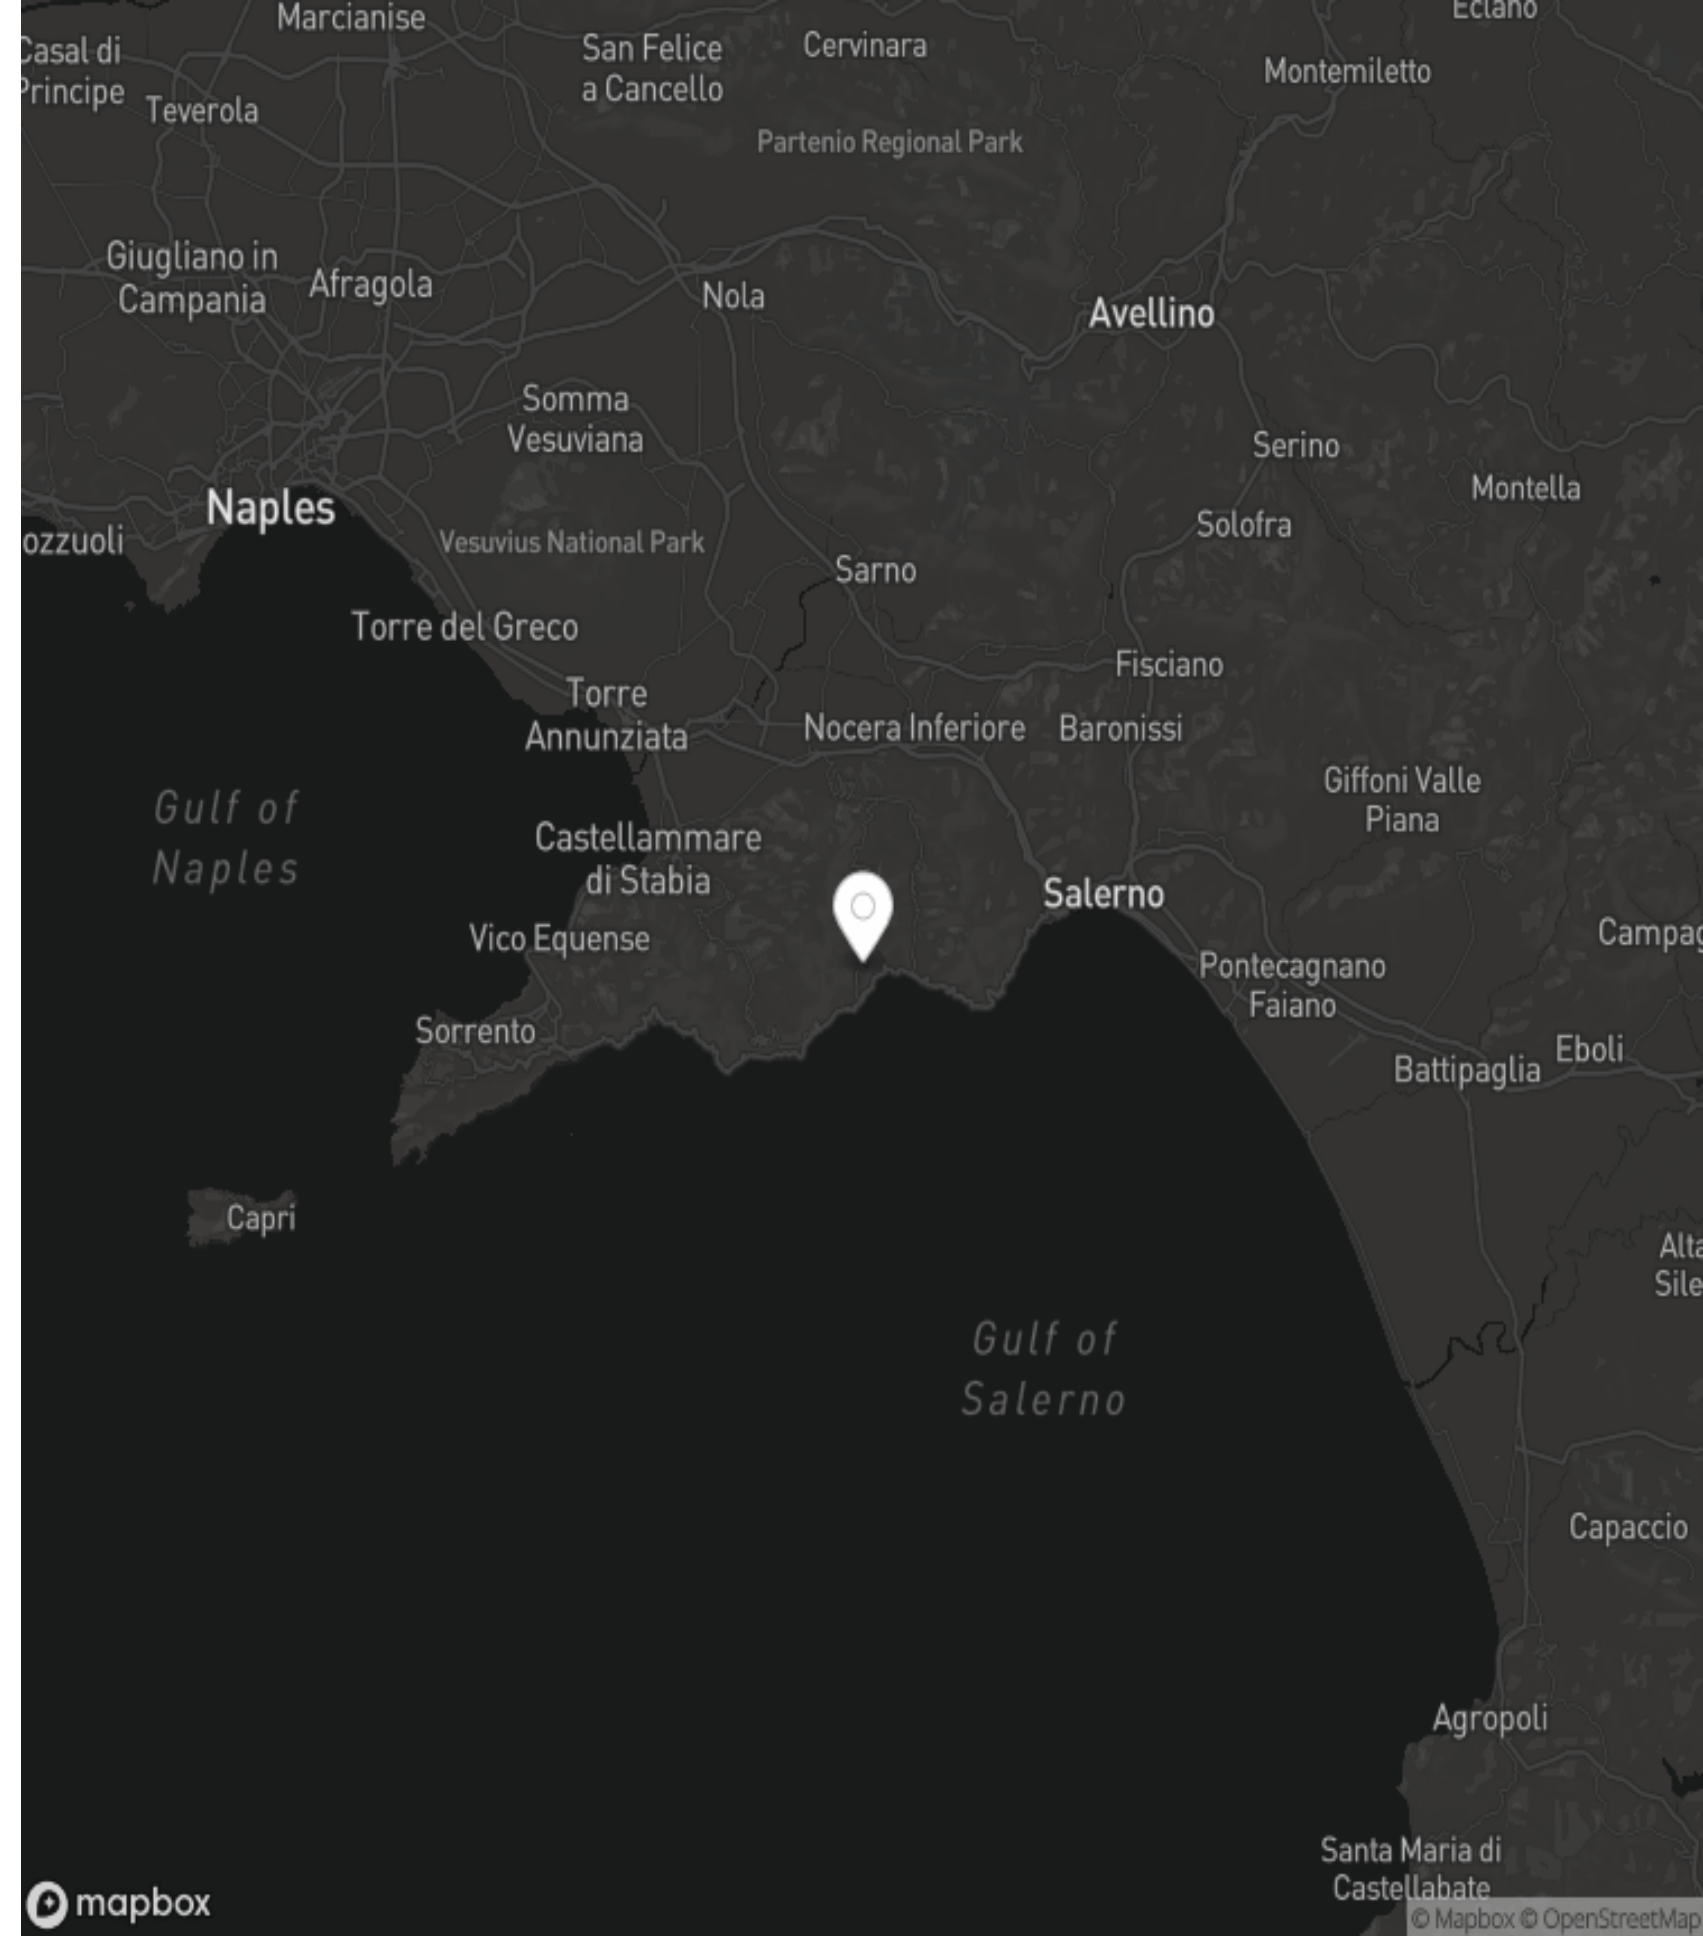 Marcianise
Eclano
Casal di
Principe
San Felice
a Cancello
Cervinara
Montemiletto
Teverola
Partenio Regional Park
Giugliano in
Campania
Afragola
Nola
Avellino
Somma
Vesuviana
Serino
Montella
Naples
Solofra
ozzuoli
Vesuvius National Park
Sarno
Torre del Greco
Fisciano
Torre
Annunziata
Nocera Inferiore
Baronissi
Gulf of
Naples
Giffoni Valle
Piana
Castellammare
di Stabia
Salerno
Vico Equense
Campag
Pontecagnano
Faiano
Sorrento
Eboli
Battipaglia
Capri
Alta
Sile
Gulf of
Salerno
Capaccio
Agropoli
Santa Maria di
Castellabate
mapbox
© Mapbox © OpenStreetMap